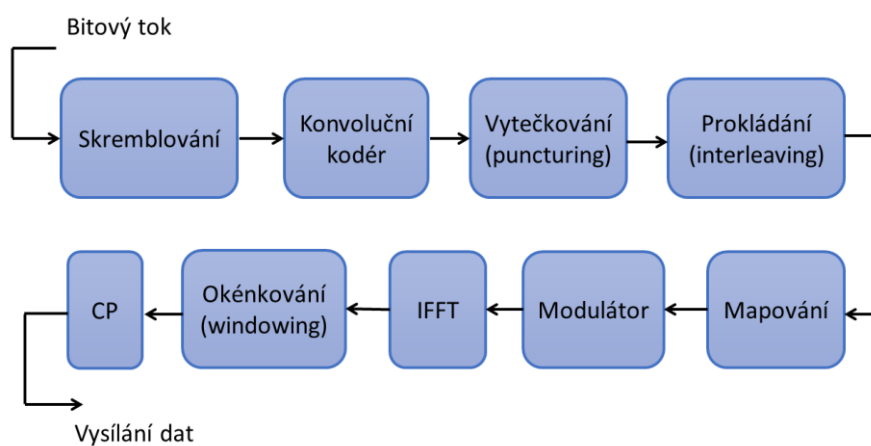 Bitový tok
Skremblování
Konvoluční
kodér
Vytečkování
(puncturing)
Prokládání
(interleaving)
Mapování
Modulátor
IFFT
Okénkování
(windowing)
CP
Vysílání dat